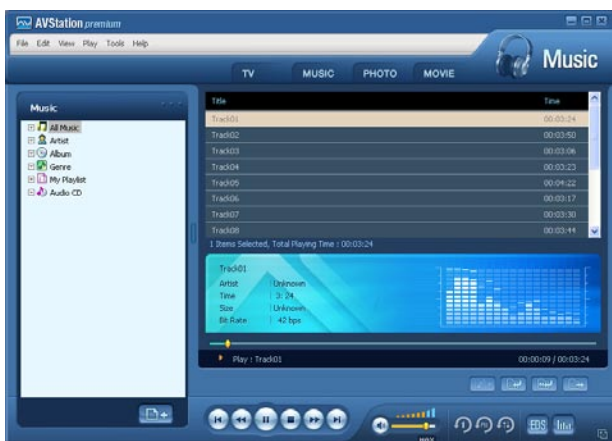 AVStation premium
File Edit View Play Tools Help
Music
TV MUSIC PHOTO MOVIE
Music
All Music
Artist
Album
Genre
My Playlist
Audio CD
Title Time
Track01 00:03:24
Track02 00:03:50
Track03 00:03:06
Track04 00:03:23
Track05 00:04:22
Track06 00:03:17
Track07 00:03:30
Track08 00:03:44
1 Items Selected, Total Playing Time : 00:03:24
Track01
Artist | Unknown
Time | 3: 24
Size | Unknown
Bit Rate | 42 bps
Play : Track01 00:00:09 / 00:03:24
EDS
MAX